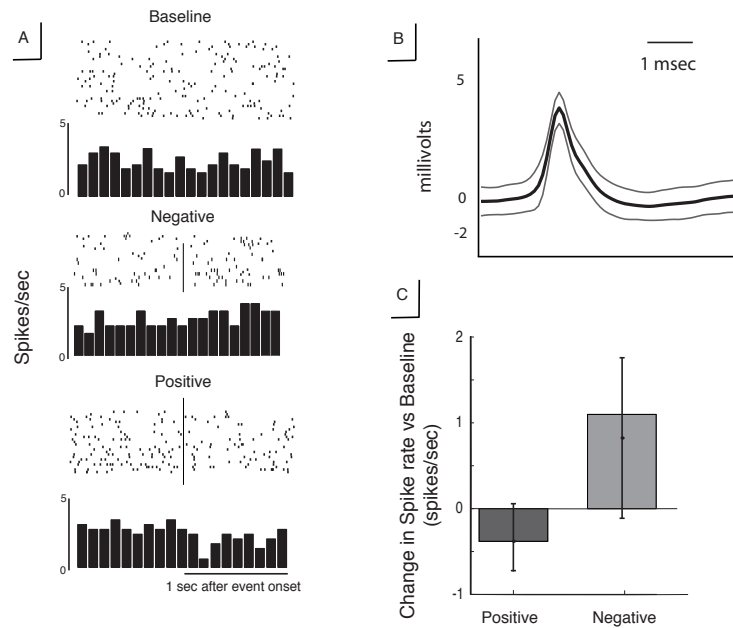 A
Baseline
5
0
Negative
5
0
Spikes/sec
Positive
5
0
1 sec after event onset
B
1 msec
5
millivolts
0
-2
C
2
1
0
-1
Change in Spike rate vs Baseline
(spikes/sec)
Positive
Negative